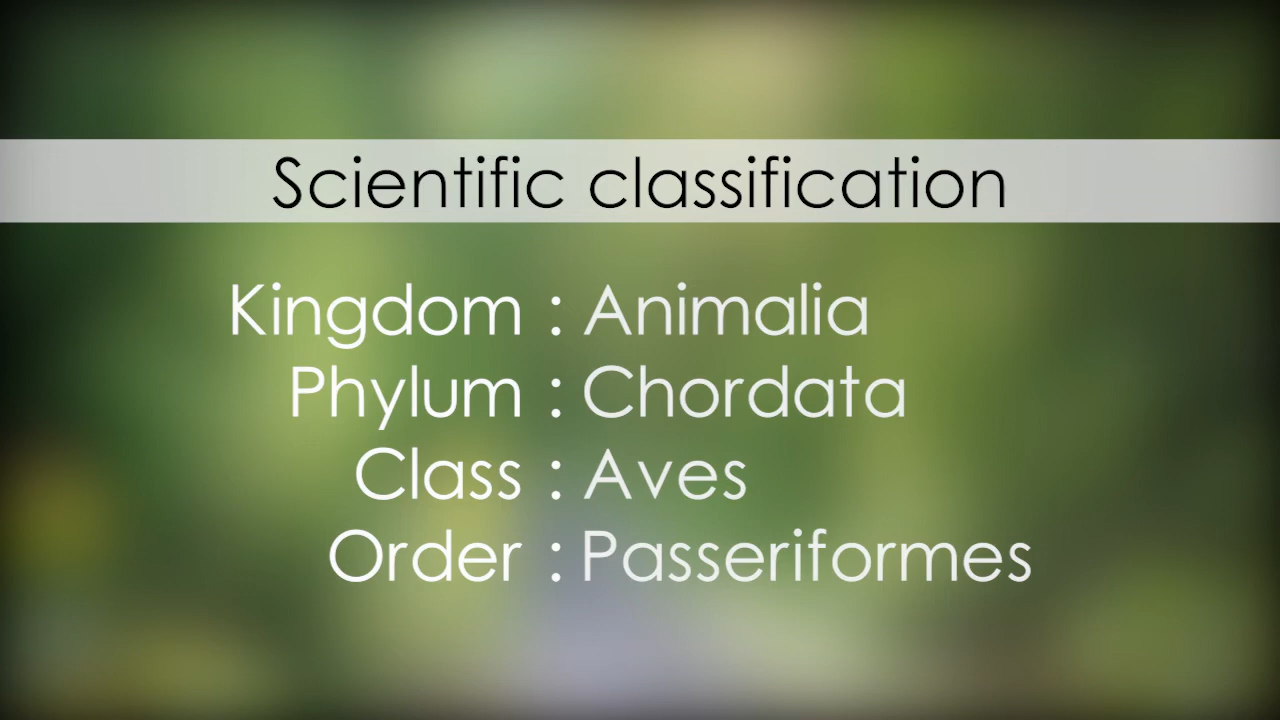 Scientific classification
Kingdom : Animalia
Phylum : Chordata
Class : Aves
Order : Passeriformes